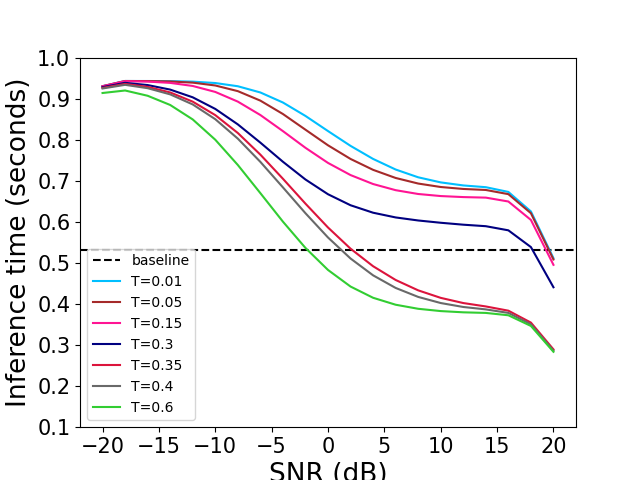 1.0
0.9
0.8
0.7
0.6
0.5
0.4
0.3
0.2
0.1
Inference time (seconds)
baseline
T=0.01
T=0.05
T=0.15
T=0.3
T=0.35
T=0.4
T=0.6
−20 −15 −10 −5 0 5 10 15 20
SNR (dB)